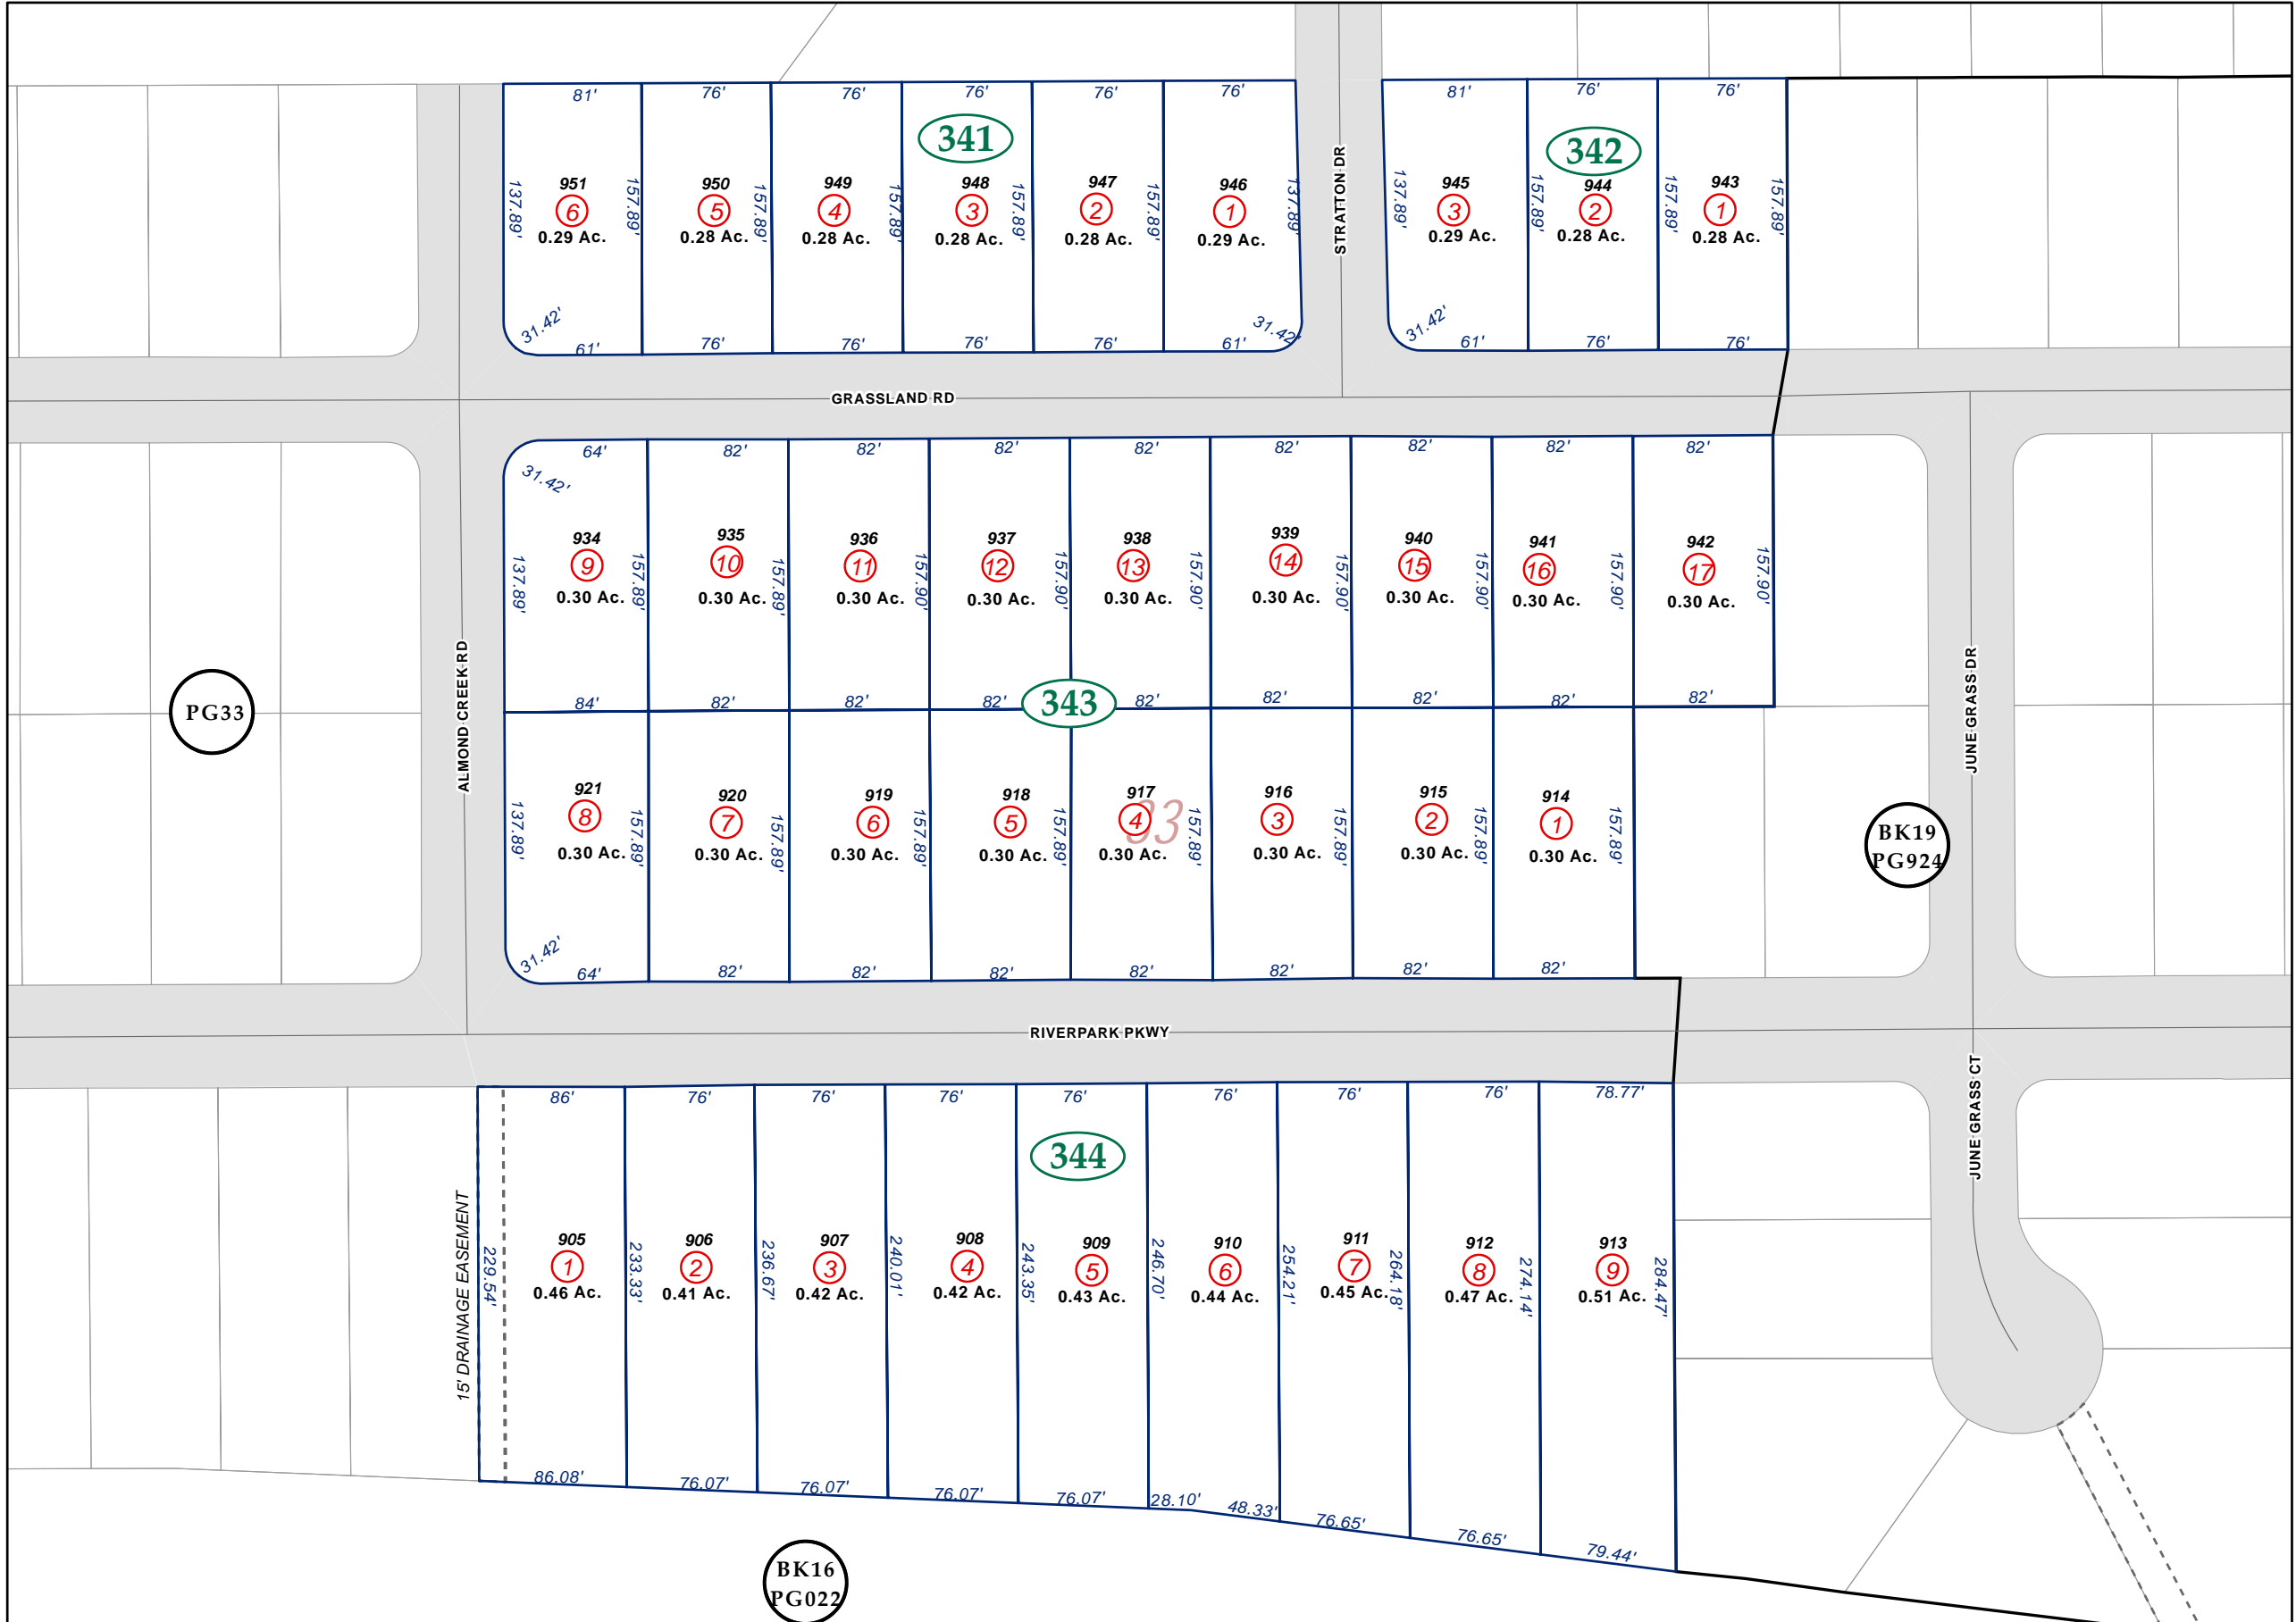 81' 76' 76' 76' 76' 76' 81' 76' 76'
341 342
STRATTON DR
951 950 949 948 947 946 945 944 943
137.89' 6 157.89' 5 157.89' 4 157.89' 3 157.89' 2 157.89' 1 137.89' 137.89' 3 157.89' 2 157.89' 1 157.89'
0.29 Ac. 0.28 Ac. 0.28 Ac. 0.28 Ac. 0.28 Ac. 0.29 Ac. 0.29 Ac. 0.28 Ac. 0.28 Ac.
31.42' 31.42' 31.42'
61' 76' 76' 76' 76' 61' 61' 76' 76'
GRASSLAND RD
64' 82' 82' 82' 82' 82' 82' 82' 82'
31.42'
934 935 936 937 938 939 940 941 942
137.89' 9 157.89' 10 157.89' 11 157.90' 12 157.90' 13 157.90' 14 157.90' 15 157.90' 16 157.90' 17 157.90'
0.30 Ac. 0.30 Ac. 0.30 Ac. 0.30 Ac. 0.30 Ac. 0.30 Ac. 0.30 Ac. 0.30 Ac. 0.30 Ac.
ALMOND CREEK RD
JUNE GRASS DR
PG33
84' 82' 82' 82' 343 82' 82' 82' 82' 82'
921 920 919 918 917 916 915 914
137.89' 8 157.89' 7 157.89' 6 157.89' 5 157.89' 4 157.89' 3 157.89' 2 157.89' 1 157.89'
33
0.30 Ac. 0.30 Ac. 0.30 Ac. 0.30 Ac. 0.30 Ac. 0.30 Ac. 0.30 Ac. 0.30 Ac.
BK19
PG924
31.42'
64' 82' 82' 82' 82' 82' 82' 82'
RIVERPARK PKWY
JUNE GRASS CT
86' 76' 76' 76' 76' 76' 76' 76' 78.77'
344
15' DRAINAGE EASEMENT
905 906 907 908 909 910 911 912 913
229.54' 1 233.33' 2 236.67' 3 240.01' 4 243.35' 5 246.70' 6 254.21' 7 264.18' 8 274.14' 9 284.47'
0.46 Ac. 0.41 Ac. 0.42 Ac. 0.42 Ac. 0.43 Ac. 0.44 Ac. 0.45 Ac. 0.47 Ac. 0.51 Ac.
86.08' 76.07' 76.07' 76.07' 76.07' 28.10' 48.33' 76.65' 76.65' 79.44'
BK16
PG022